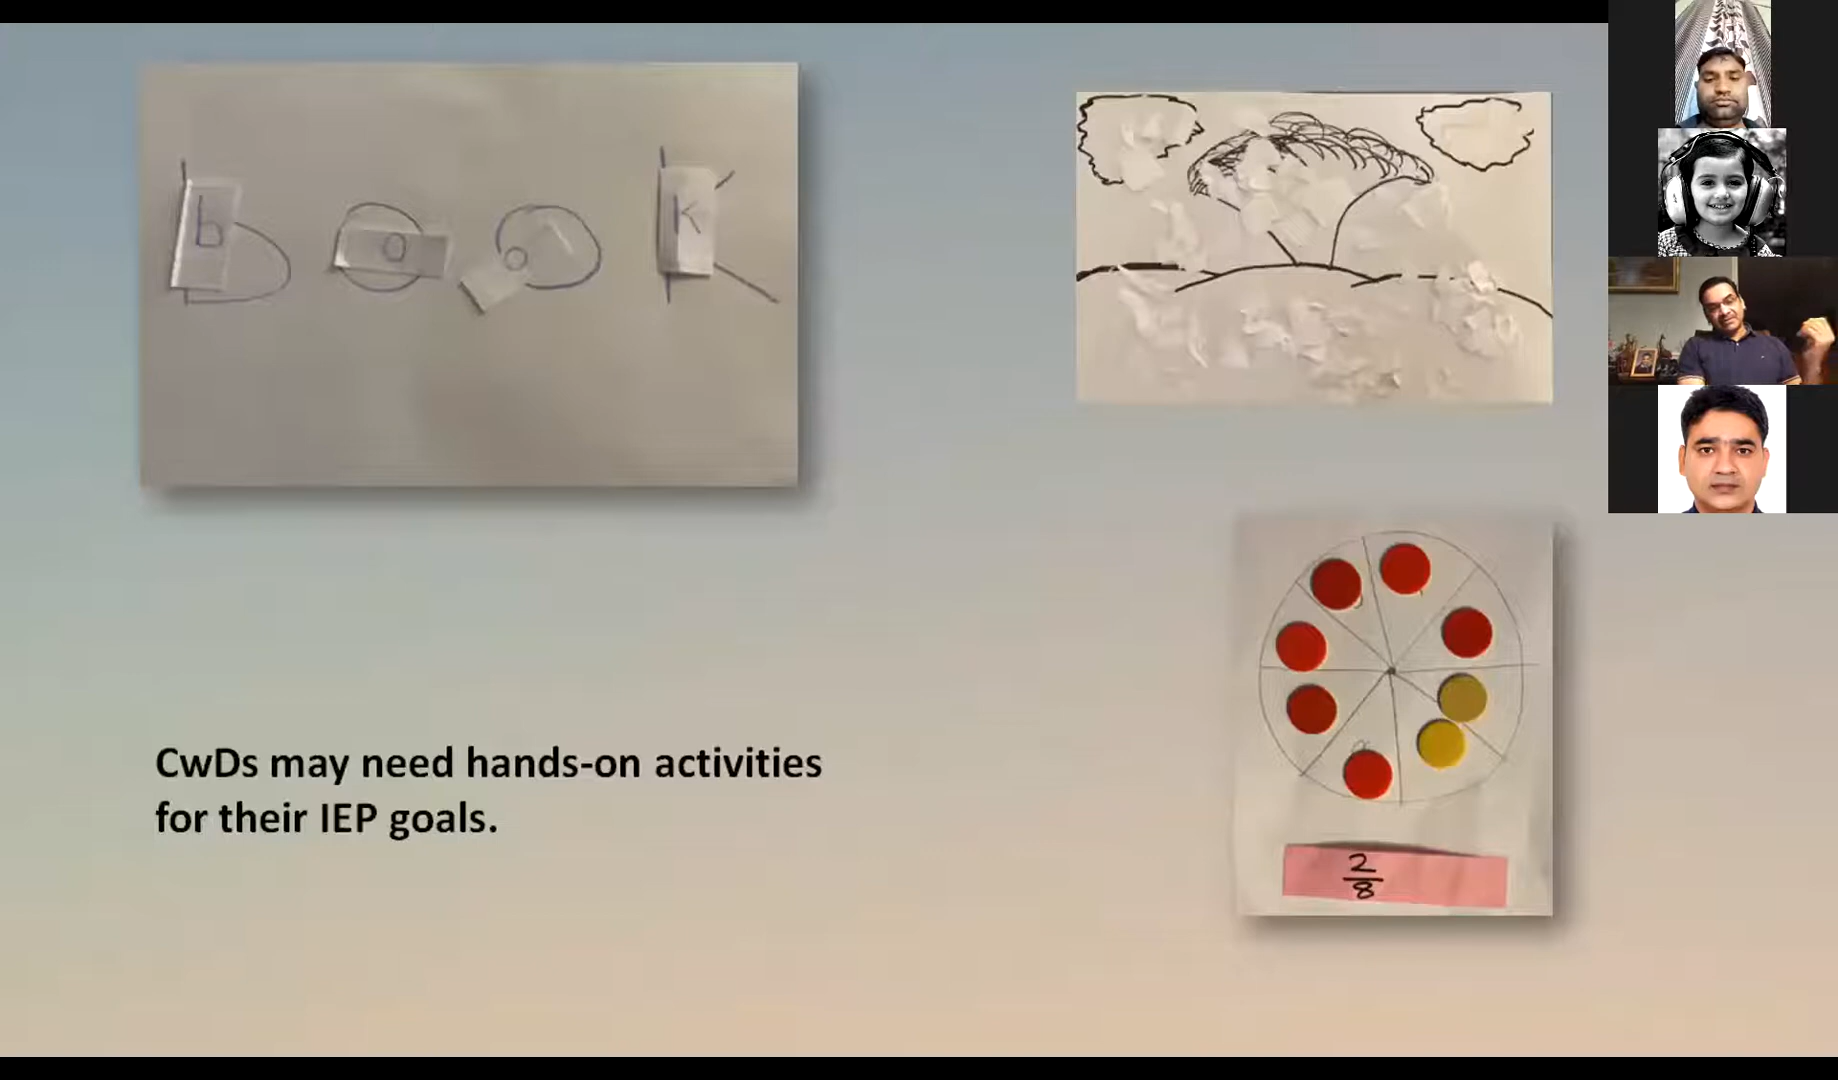 b o o k
b o o k
CwDs may need hands-on activities
for their IEP goals.
2
8